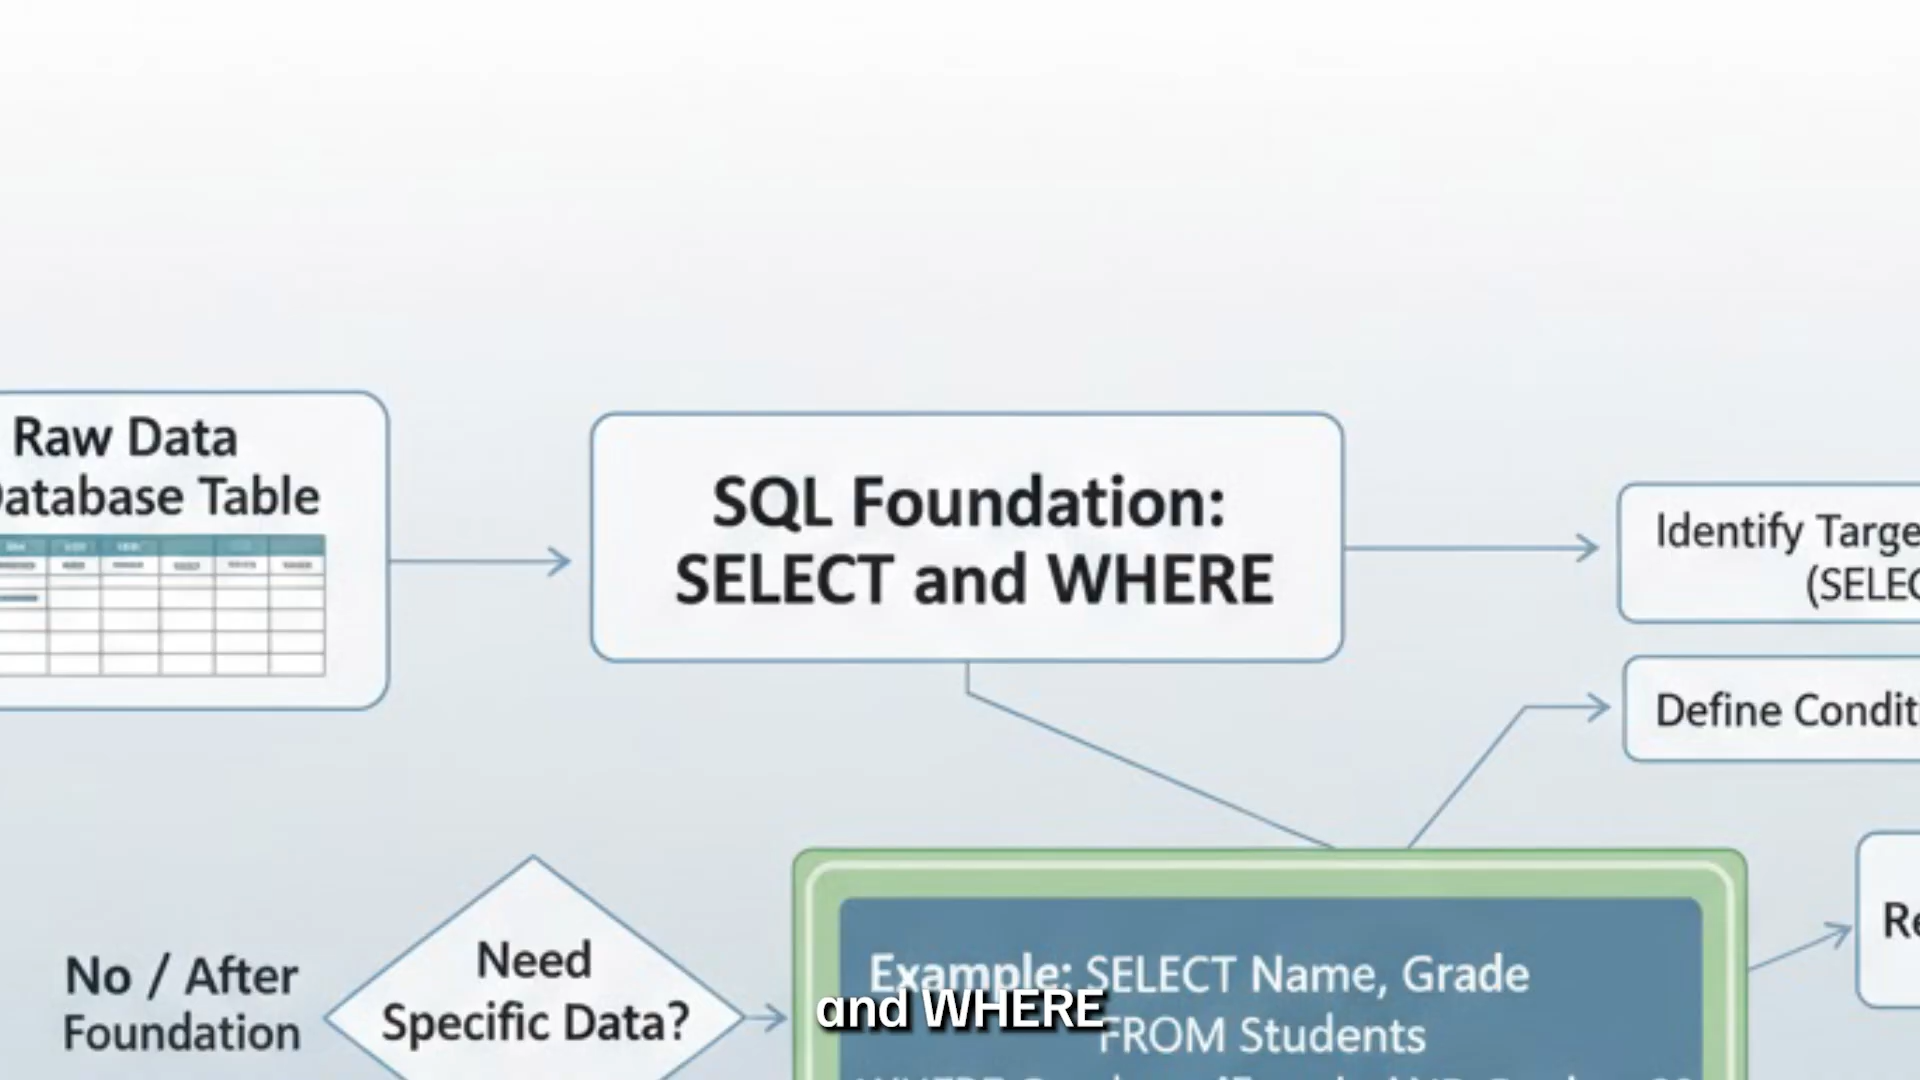 Raw Data
Database Table
SQL Foundation:
SELECT and WHERE
Identify Targe
(SELEC
Define Condit
No / After
Foundation
Need
Specific Data?
Example: SELECT Name, Grade
FROM Students
and WHERE
Re